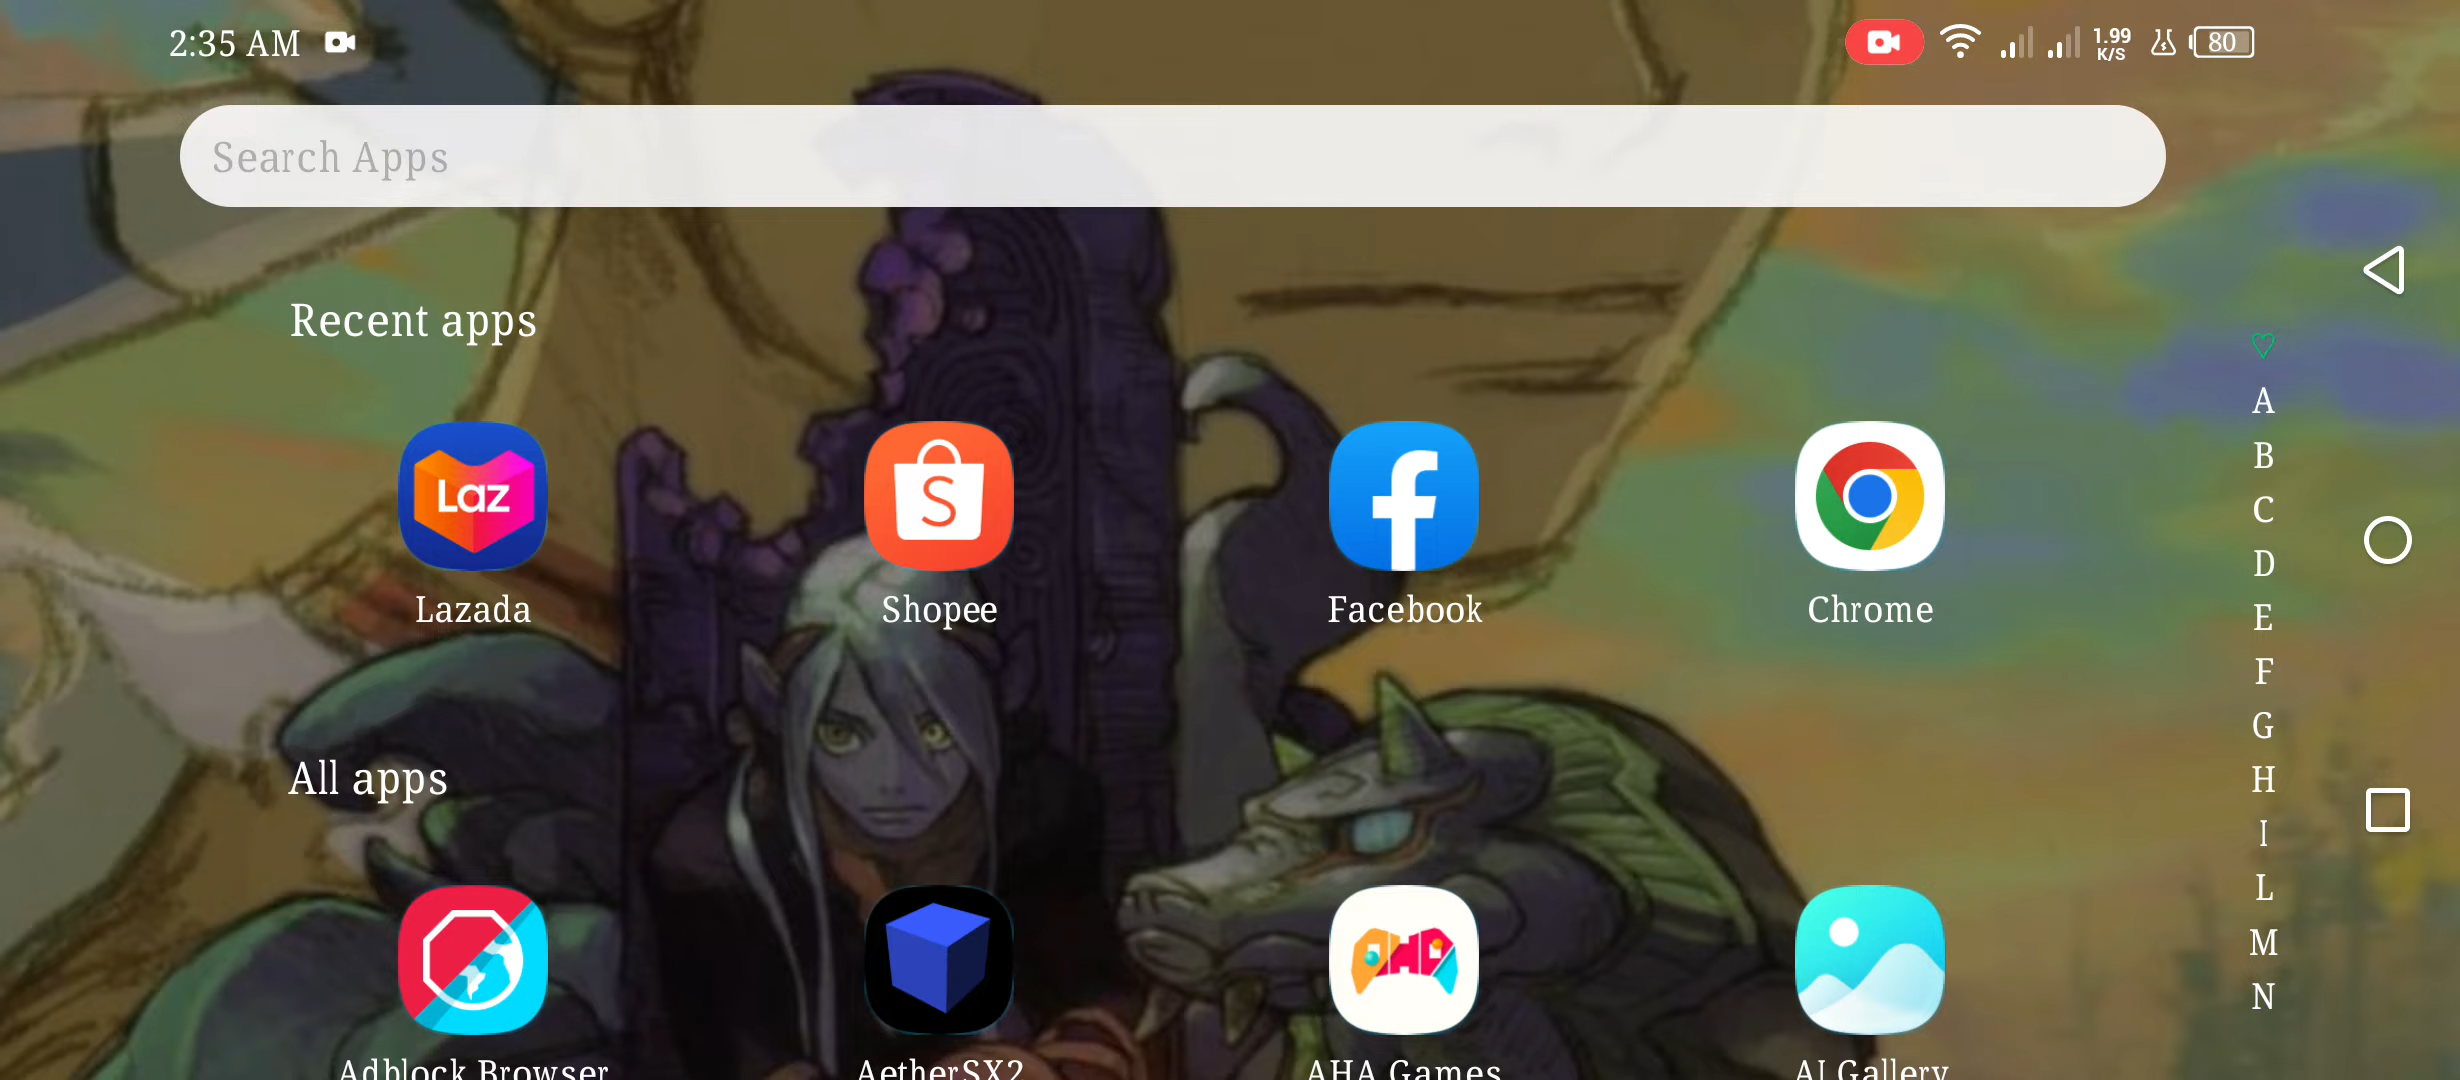 2:35 AM
1.99
K/S
80
Search Apps
Recent apps
Laz
Lazada
Shopee
Facebook
Chrome
All apps
Adblock Browser
AetherSX2
AHA Games
AI Gallery
A
B
C
D
E
F
G
H
I
L
M
N